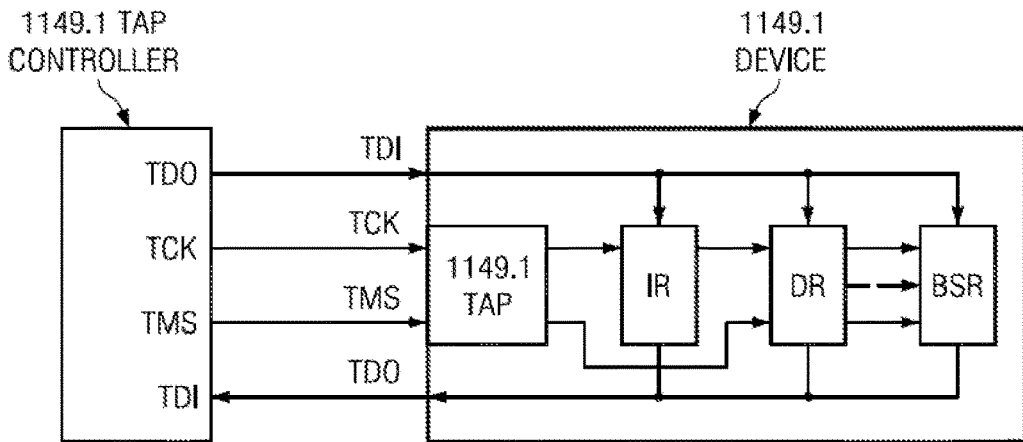 1149.1 TAP
CONTROLLER
1149.1
DEVICE
TDO
TDI
TCK
TCK
1149.1
TAP
IR
DR
BSR
TMS
TMS
TDO
TDI